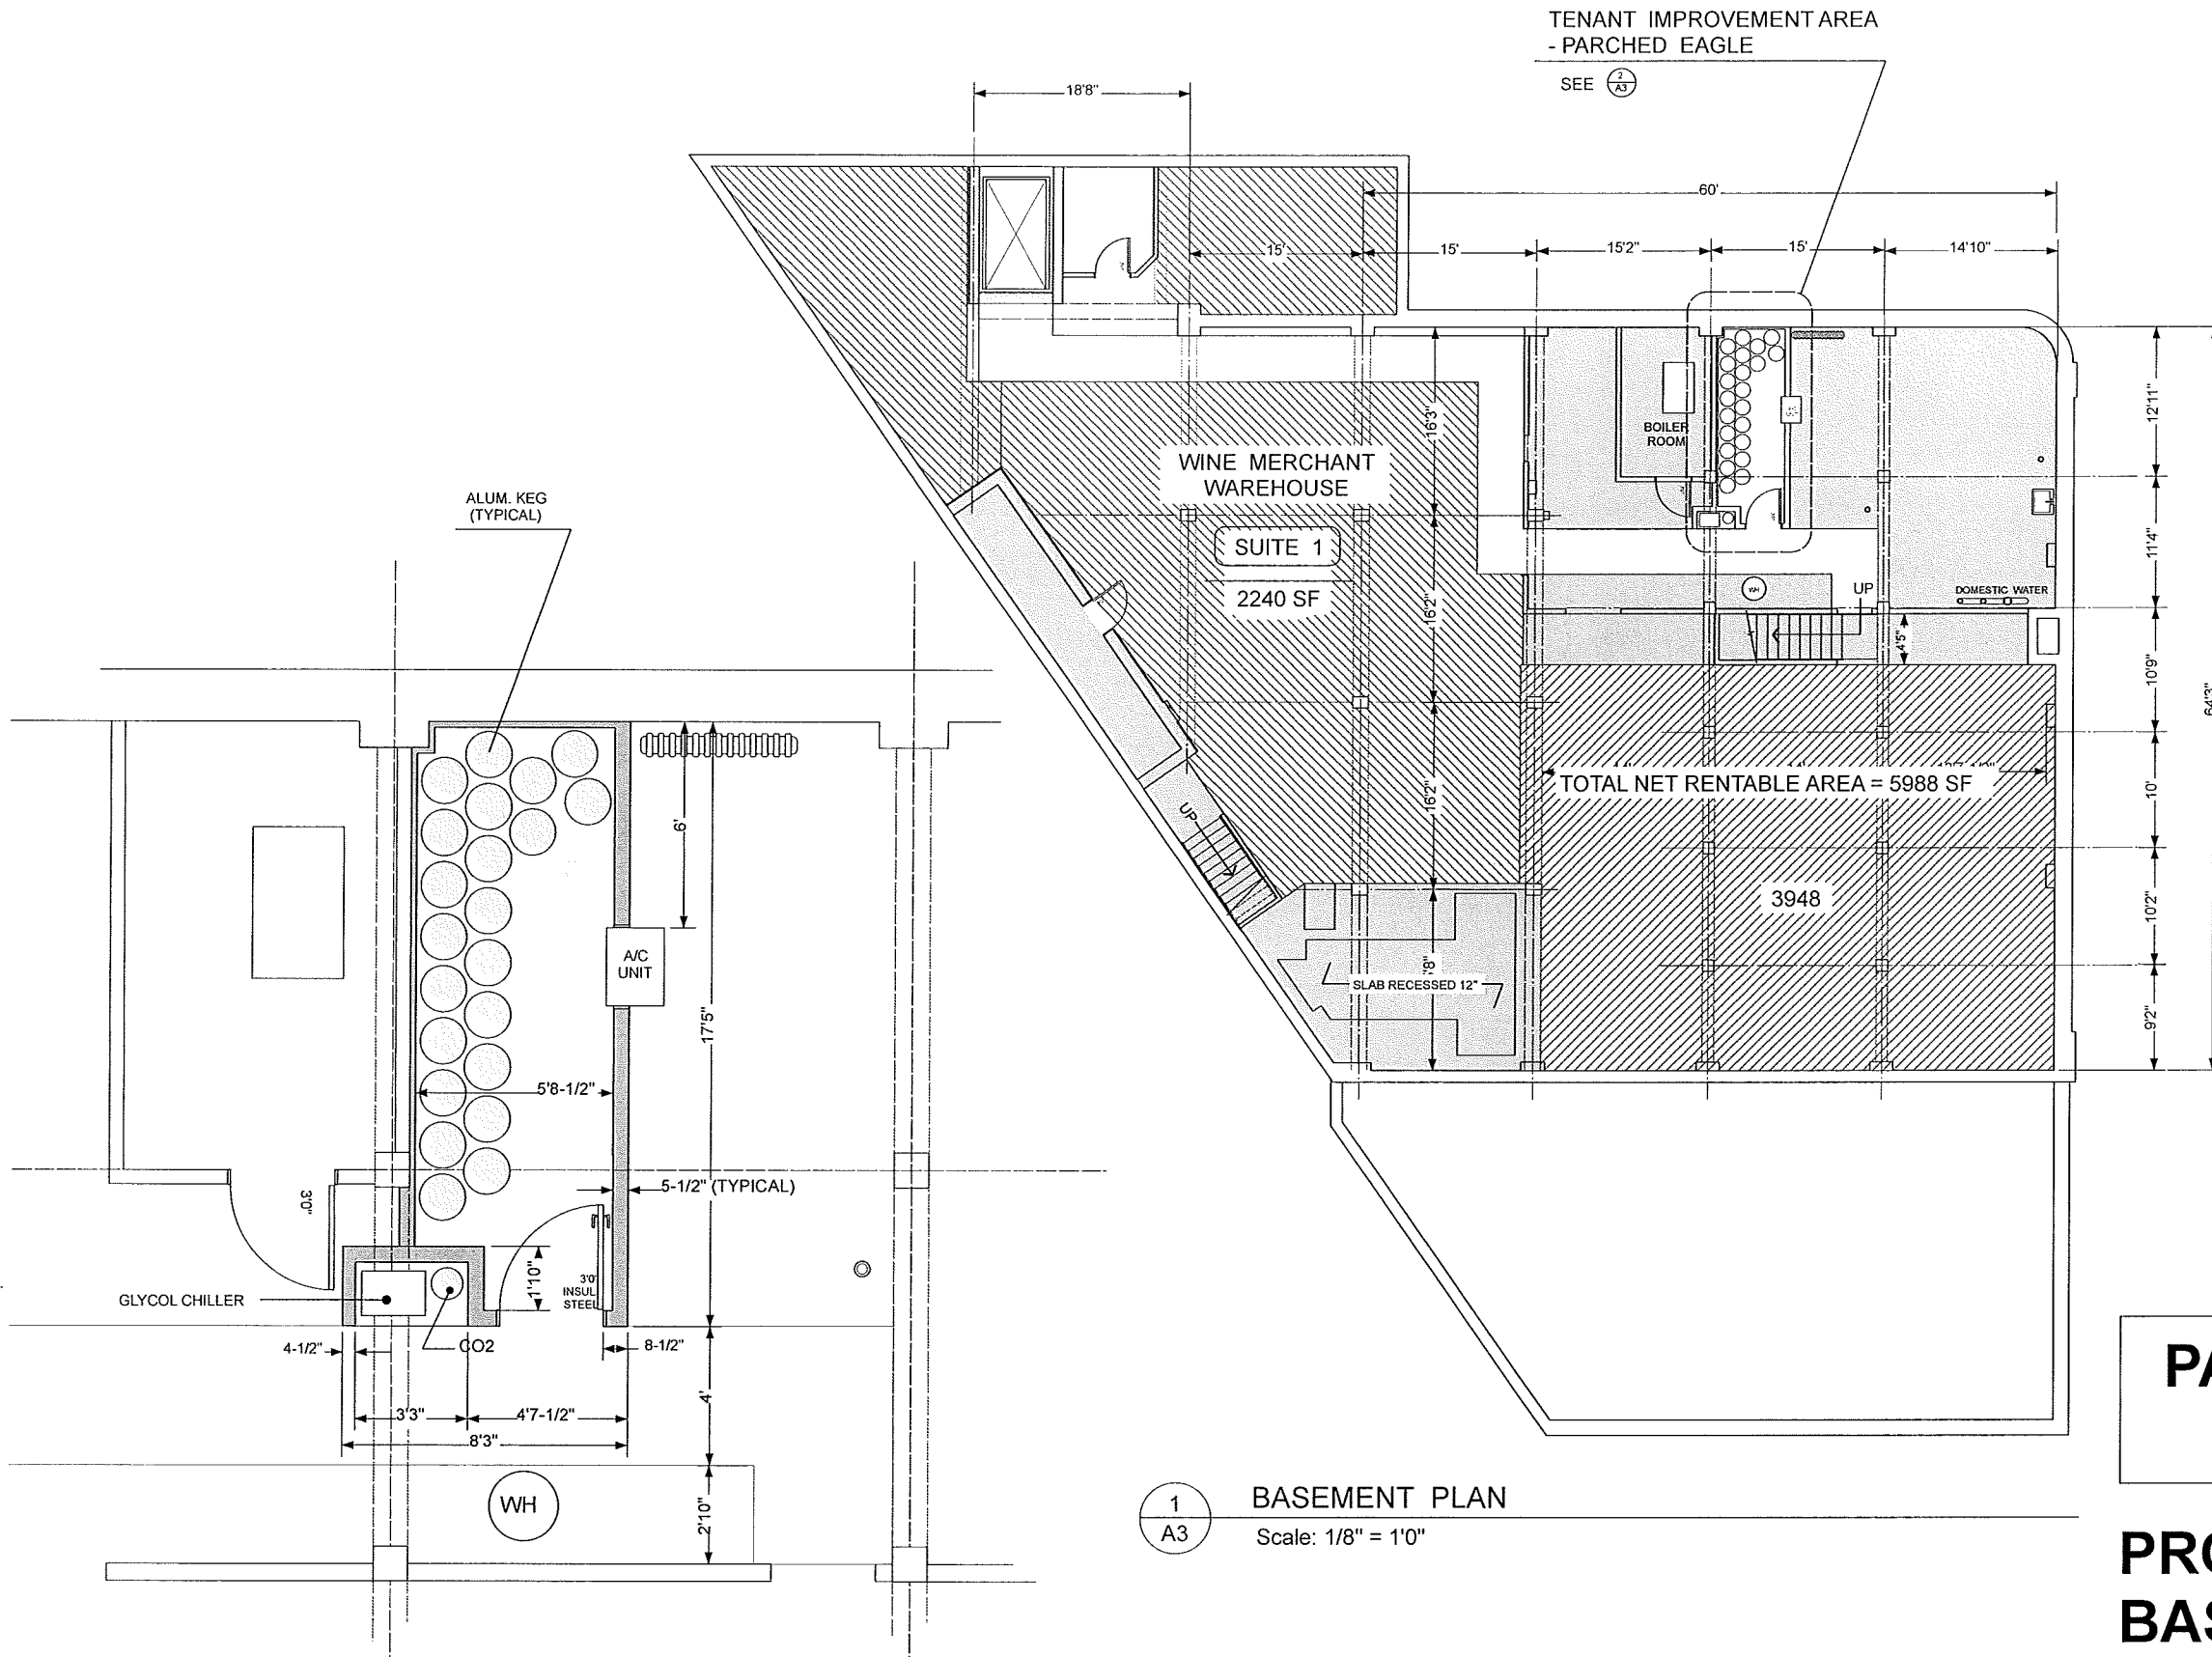 TENANT IMPROVEMENT AREA
- PARCHED EAGLE
SEE 2
A3
18'8"
60'
15'
15'
15'2"
15'
14'10"
16'3"
12'11"
BOILER
ROOM
WINE MERCHANT
WAREHOUSE
SUITE 1
2240 SF
16'2"
11'4"
WH
UP
DOMESTIC WATER
4'5"
10'9"
64'3"
ALUM. KEG
(TYPICAL)
TOTAL NET RENTABLE AREA = 5988 SF
16'2"
10'
UP
3948
10'2"
SLAB RECESSED 12"
9'2"
6'
A/C
UNIT
17'5"
5'8-1/2"
5-1/2" (TYPICAL)
3'0"
1'10"
3'0"
INSUL
STEEL
GLYCOL CHILLER
4-1/2"
CO2
8-1/2"
3'3"
4'7-1/2"
4'
8'3"
WH
2'10"
1
A3
BASEMENT PLAN
Scale: 1/8" = 1'0"
PA
PRO
BAS